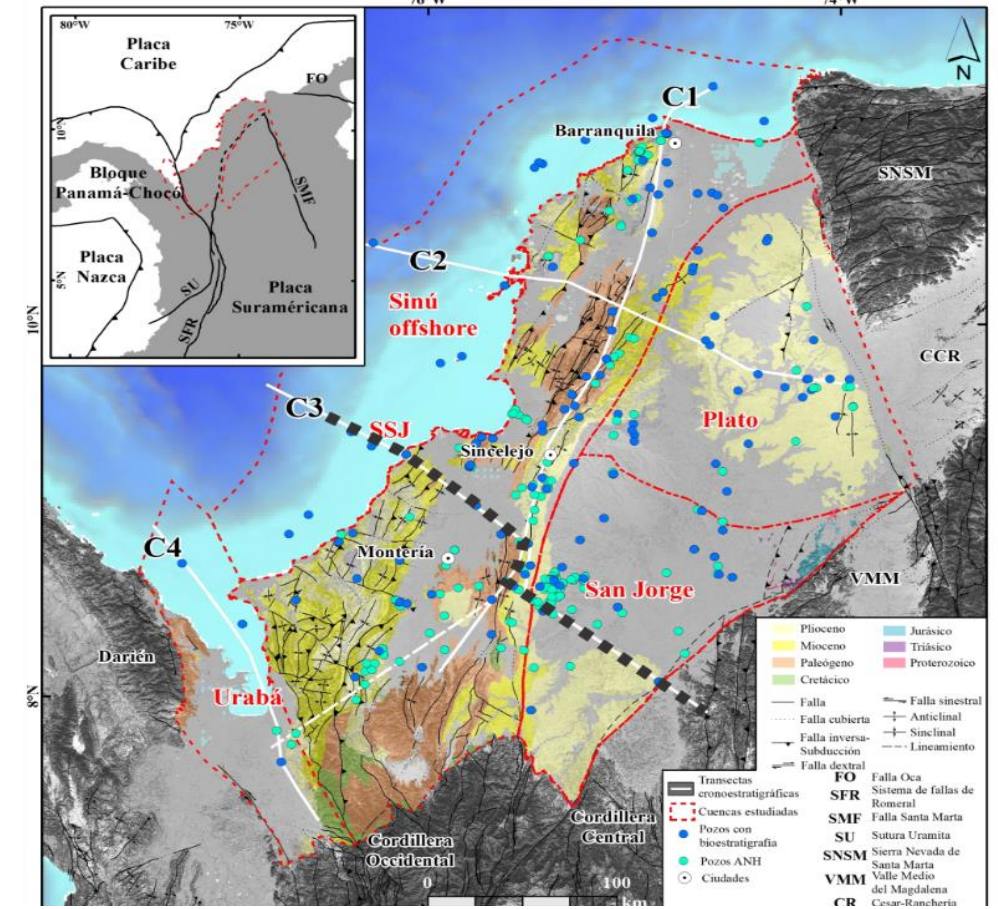 80°W
75°W
Placa
Caribe
FO
10°N
Bloque
Panamá-Chocó
SMF
Placa
Nazca
5°N
SU
Placa
Suraméricana
SFR
76°W
74°W
N
C1
Barranquila
SNSM
C2
Sinú
offshore
10°N
CCR
C3
SSJ
Plato
Sincelejo
C4
Montería
San Jorge
VMM
Darién
Urabá
8°N
Cordillera
Occidental
Cordillera
Central
0
100
km
Plioceno
Mioceno
Paleógeno
Cretácico
Jurásico
Triásico
Proterozoico
Falla
Falla cubierta
Falla inversa-
Subducción
Falla dextral
Falla sinestral
Anticlinal
Sinclinal
Lineamiento
Transectas
cronoestratigráficas
Cuencas estudiadas
Pozos con
bioestratigrafía
Pozos ANH
Ciudades
FO Falla Oca
SFR Sistema de fallas de
Romeral
SMF Falla Santa Marta
SU Sutura Uramita
SNSM Sierra Nevada de
Santa Marta
VMM Valle Medio
del Magdalena
CR Cesar-Ranchería